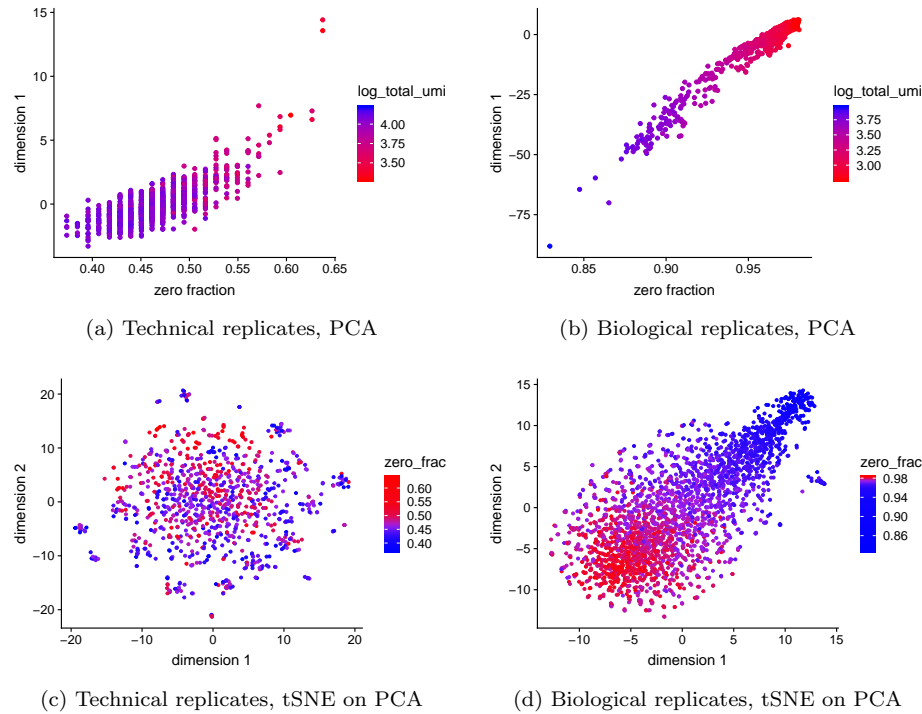 15
10
5
0
dimension 1
0.40 0.45 0.50 0.55 0.60 0.65
zero fraction
log_total_umi
4.00
3.75
3.50
(a) Technical replicates, PCA
0
−25
−50
−75
dimension 1
0.85 0.90 0.95
zero fraction
log_total_umi
3.75
3.50
3.25
3.00
(b) Biological replicates, PCA
20
10
0
−10
−20
dimension 2
−20 −10 0 10 20
dimension 1
zero_frac
0.60
0.55
0.50
0.45
0.40
(c) Technical replicates, tSNE on PCA
15
10
5
0
−5
−10
dimension 2
−10 −5 0 5 10 15
dimension 1
zero_frac
0.98
0.94
0.90
0.86
(d) Biological replicates, tSNE on PCA